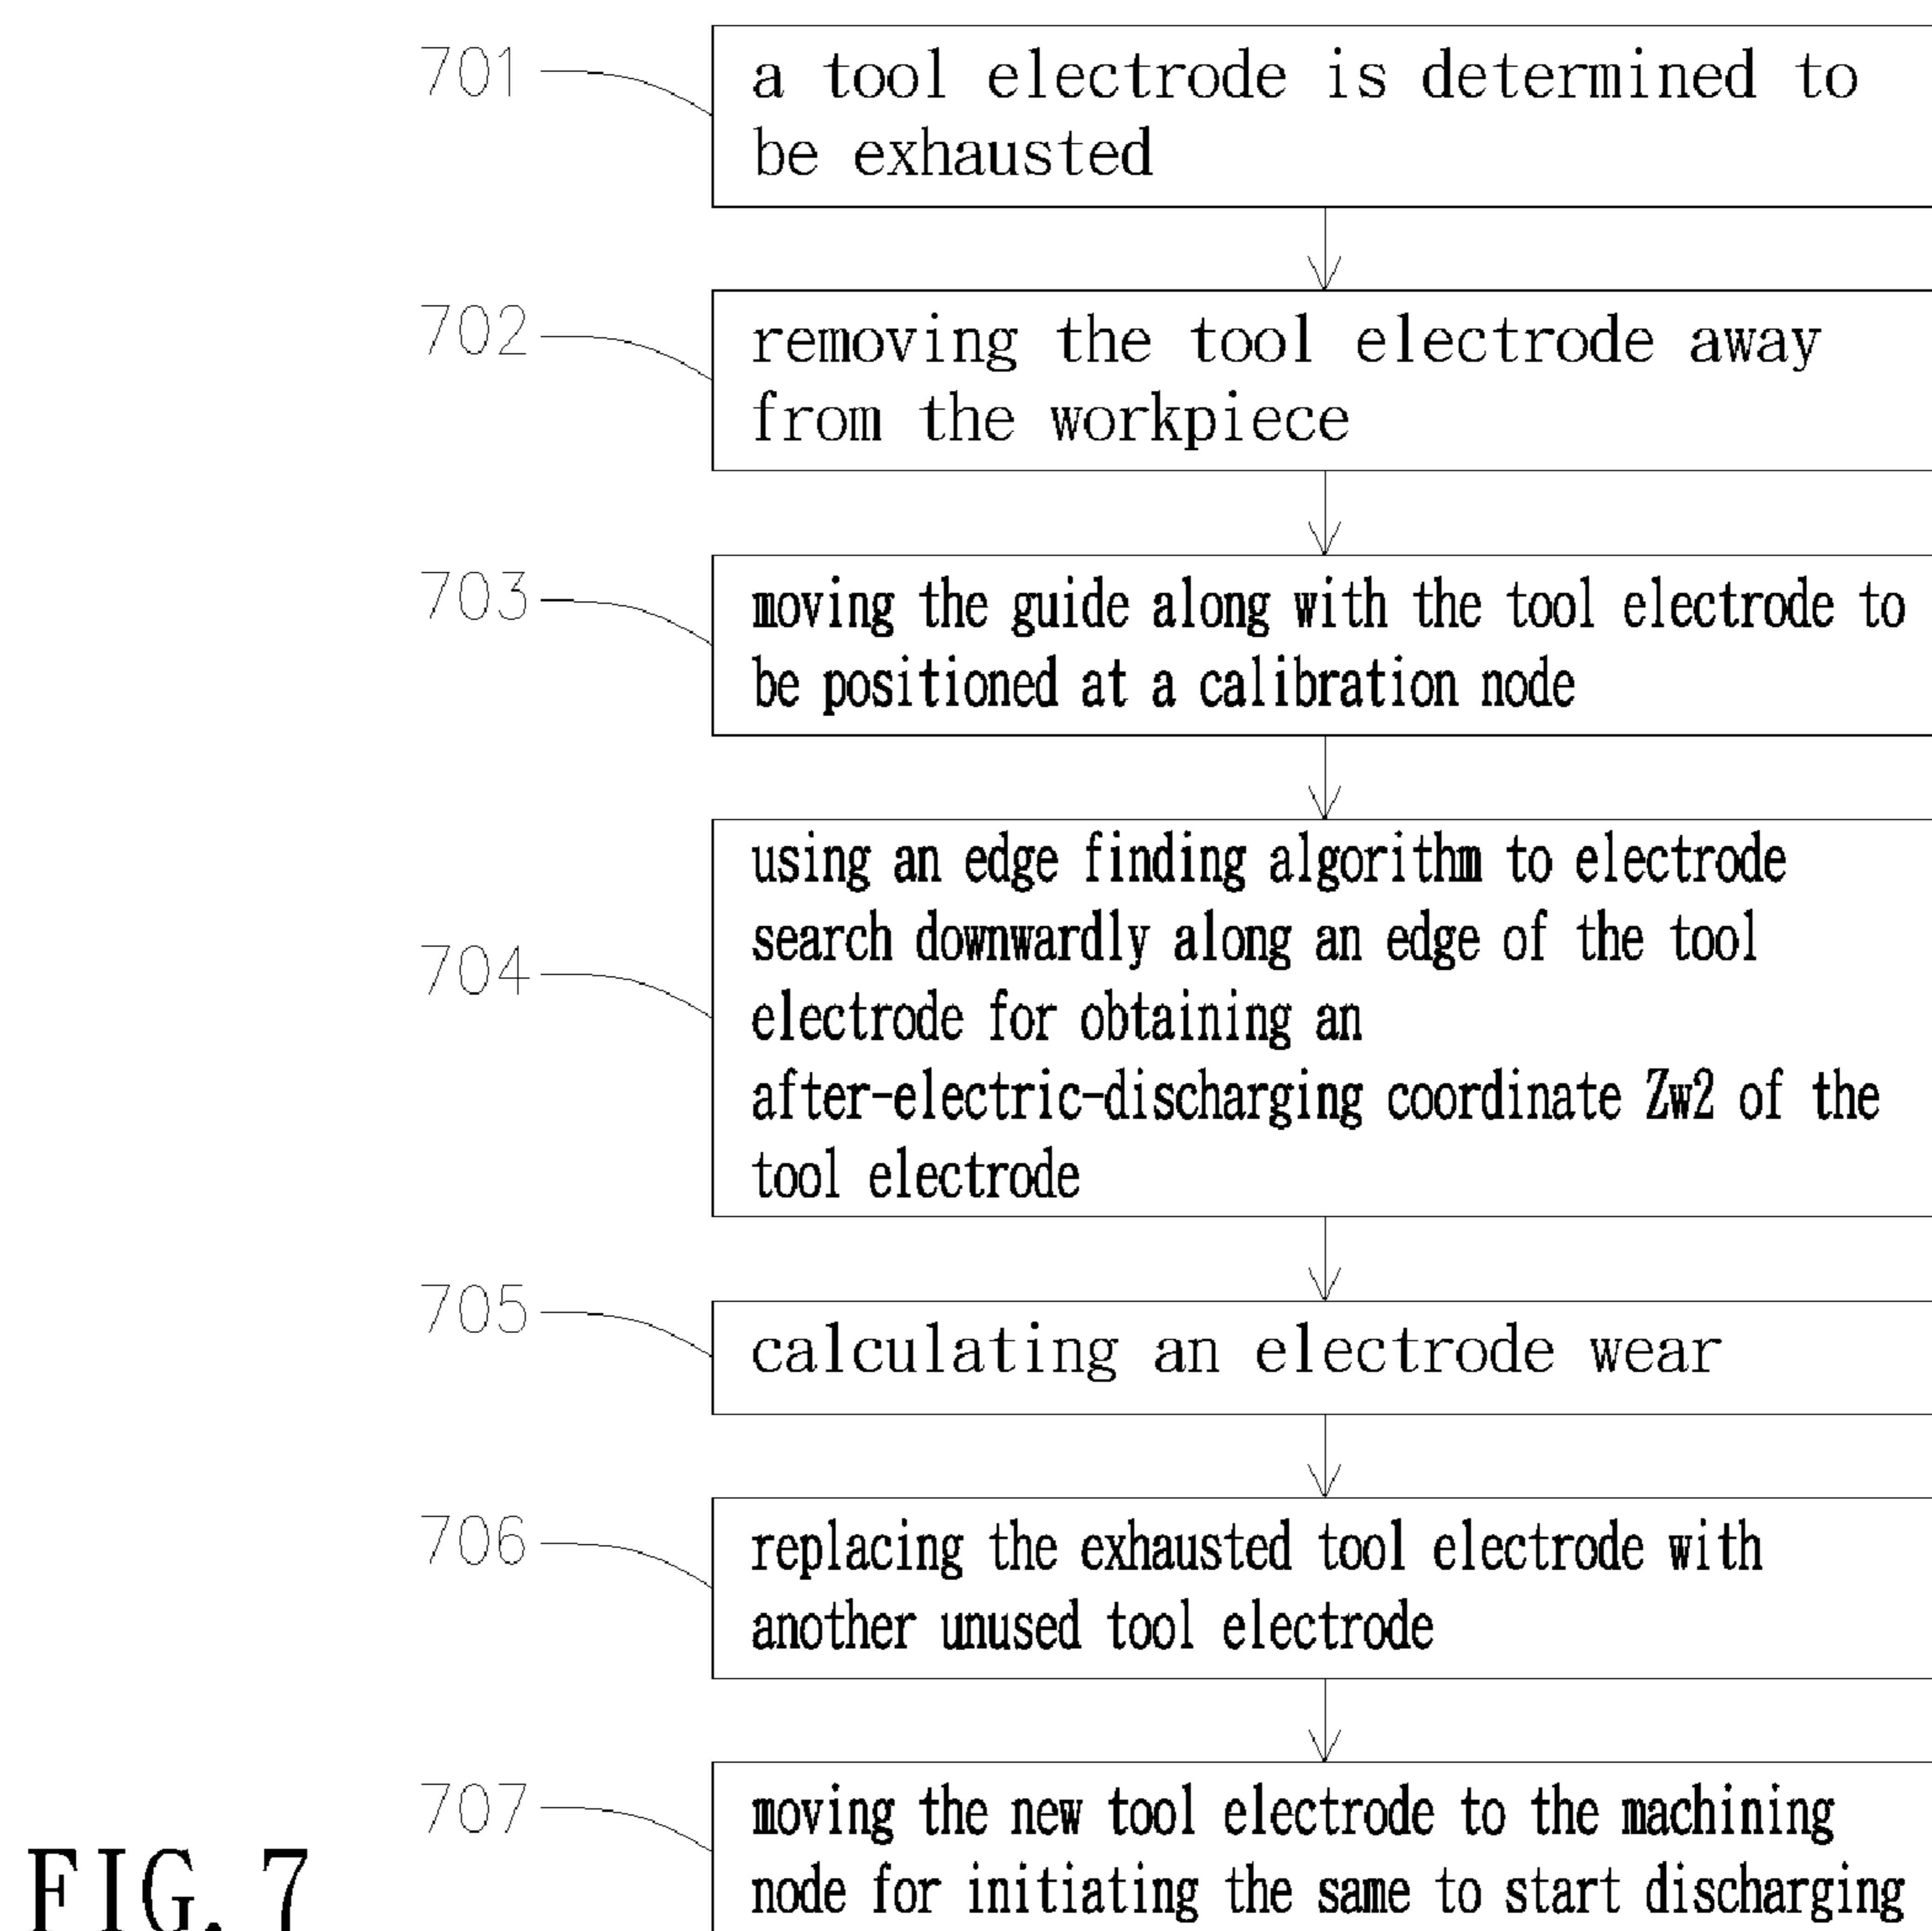 701
a tool electrode is determined to
be exhausted
702
removing the tool electrode away
from the workpiece
703
moving the guide along with the tool electrode to
be positioned at a calibration node
704
using an edge finding algorithm to electrode
search downwardly along an edge of the tool
electrode for obtaining an
after-electric-discharging coordinate Zw2 of the
tool electrode
705
calculating an electrode wear
706
replacing the exhausted tool electrode with
another unused tool electrode
707
moving the new tool electrode to the machining
node for initiating the same to start discharging
FIG. 7